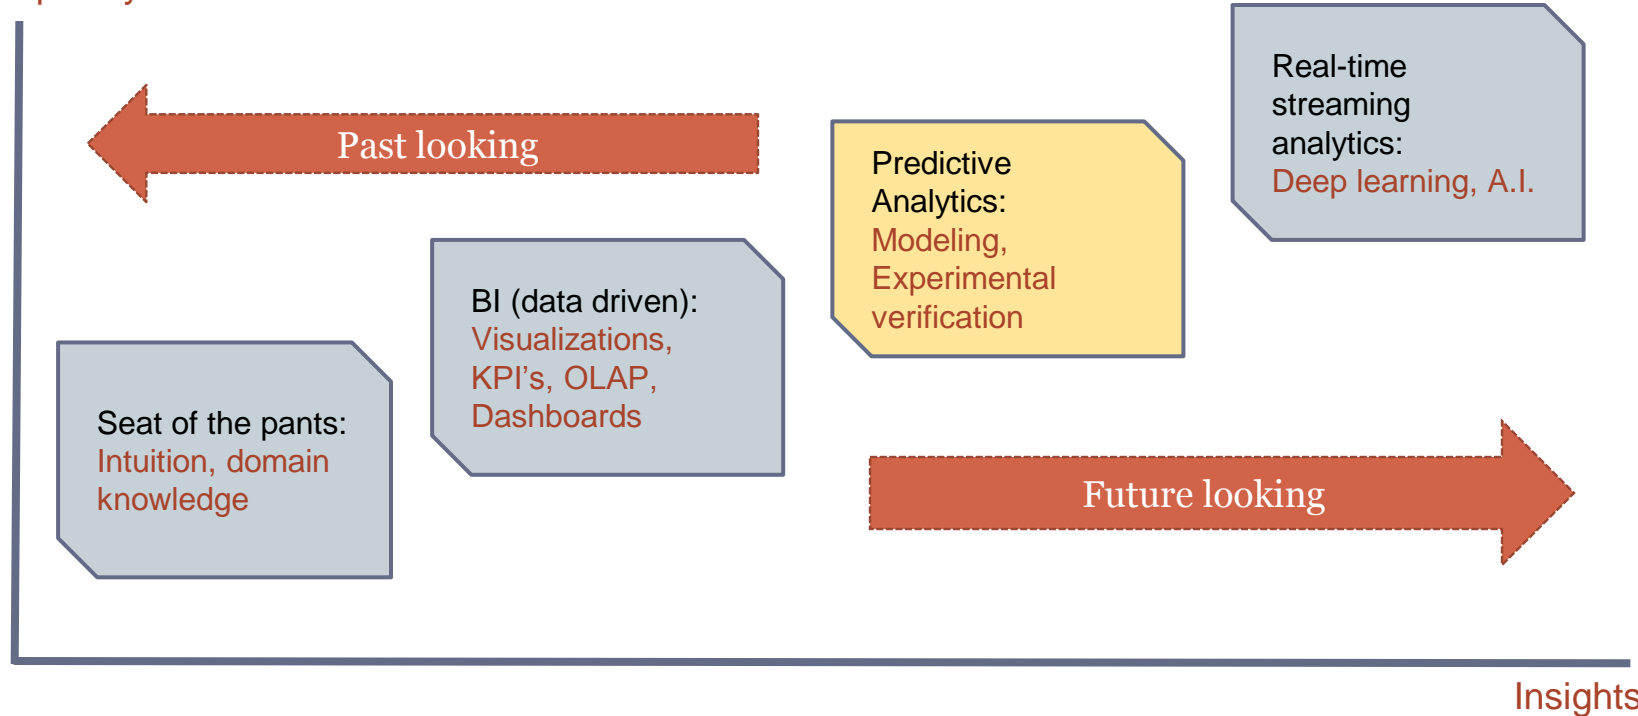 Past looking
Real-time
streaming
analytics:
Deep learning, A.I.
Predictive
Analytics:
Modeling,
Experimental
verification
BI (data driven):
Visualizations,
KPI's, OLAP,
Dashboards
Seat of the pants:
Intuition, domain
knowledge
Future looking
Insights